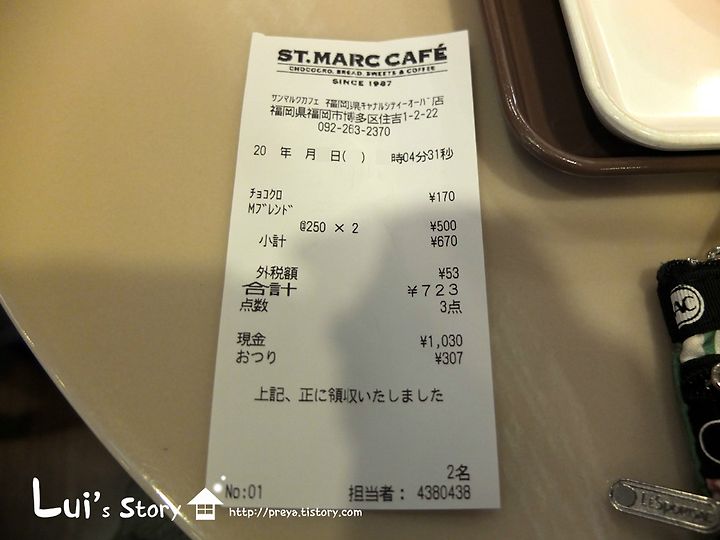 ST.MARC CAFÉ
CHOCOCRO, BREAD, SWEETS & COFFEE
SINCE 1987
ｻﾝﾏﾙｸｶﾌｪ 福岡県ｷｬﾅﾙｼﾃｨｰｵｰﾊﾟ店
福岡県福岡市博多区住吉1-2-22
092-263-2370
20 年 月 日( ) 時04分31秒
ﾁｮｺｸﾛ ¥170
Mﾌﾞﾚﾝﾄﾞ
@250 × 2 ¥500
小計 ¥670
外税額 ¥53
合計 ¥723
点数 3点
現金 ¥1,030
おつり ¥307
上記、正に領収いたしました
2名
No:01 担当者: 4380438
Lui's Story http://preya.tistory.com
LeSportsac